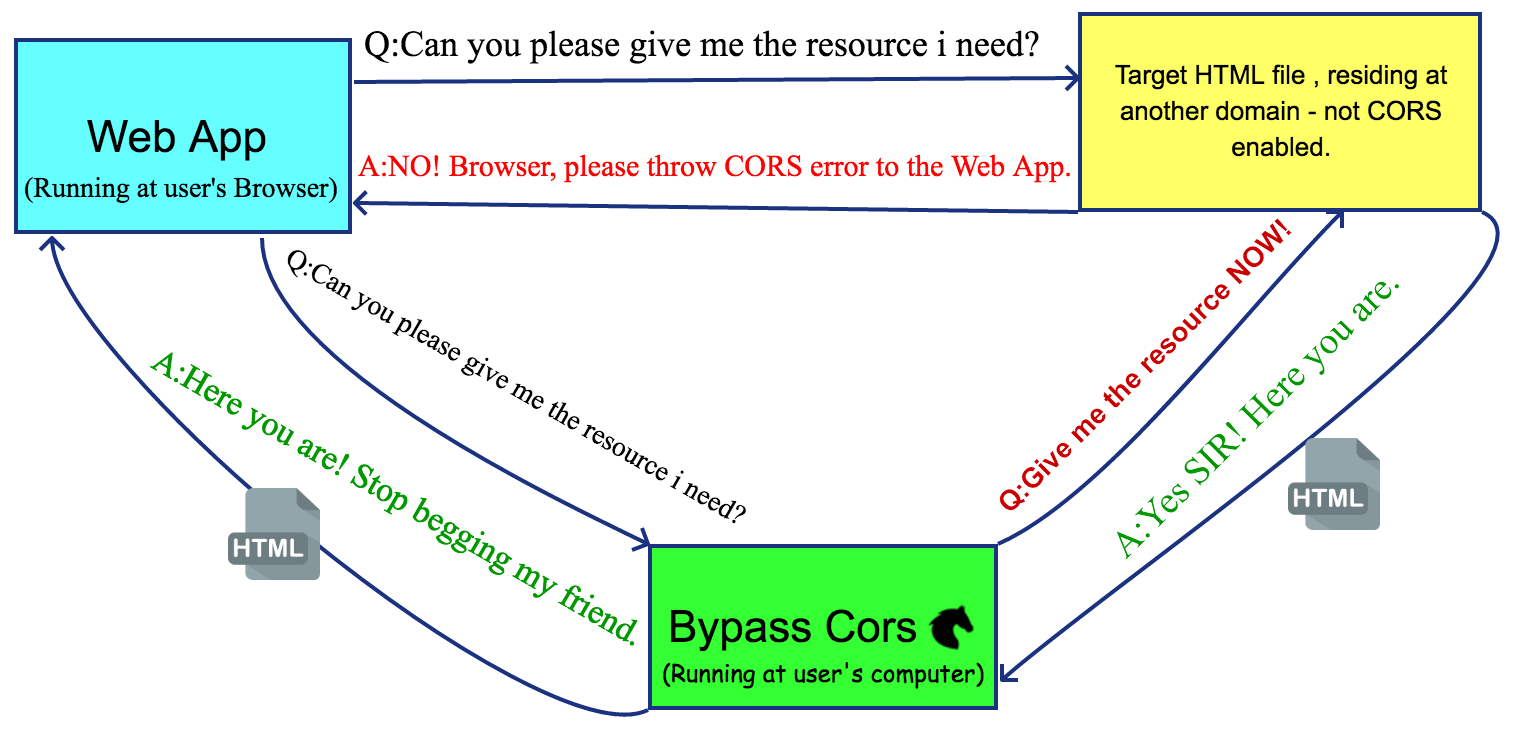 Q:Can you please give me the resource i need?
Web App
(Running at user's Browser)
Target HTML file , residing at
another domain - not CORS
enabled.
A:NO! Browser, please throw CORS error to the Web App.
Q:Can you please give me the resource i need?
A:Here you are! Stop begging my friend.
HTML
Q:Give me the resource NOW!
A:Yes SIR! Here you are.
HTML
Bypass Cors
(Running at user's computer)